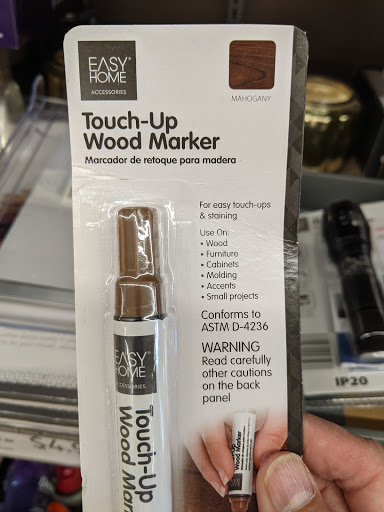 EASY
HOME
ACCESSORIES
MAHOGANY
Touch-Up
Wood Marker
Marcador de retoque para madera
For easy touch-ups
& staining
Use On:
• Wood
• Furniture
• Cabinets
• Molding
• Accents
• Small projects
Conforms to
ASTM D-4236
WARNING
Read carefully
other cautions
on the back
panel
EASY
HOME
ACCESSORIES
Touch-Up
Wood Mar
Wood Marker
IP20